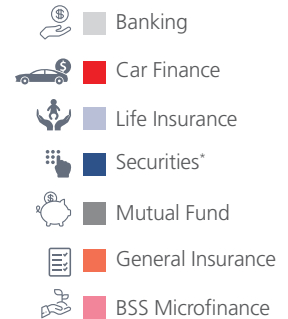 Banking
Car Finance
Life Insurance
Securities*
Mutual Fund
General Insurance
BSS Microfinance